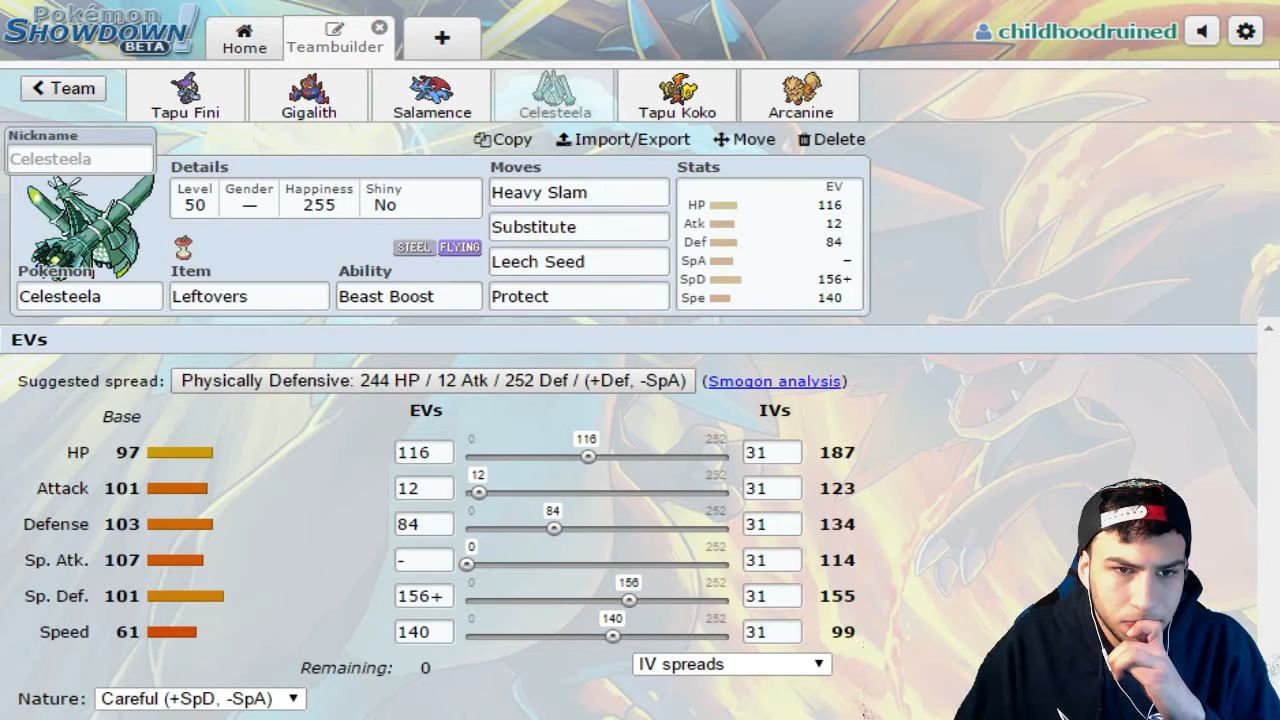 Pokémon
SHOWDOWN!
BETA
Home
Teambuilder
+
childhoodruined
Team
Tapu Fini
Gigalith
Salamence
Celesteela
Tapu Koko
Arcanine
Nickname
Celesteela
Copy
Import/Export
Move
Delete
Details
Moves
Stats
Level
Gender
Happiness
Shiny
50
—
255
No
STEEL
FLYING
Pokémon
Item
Ability
Celesteela
Leftovers
Beast Boost
Heavy Slam
Substitute
Leech Seed
Protect
EV
HP 116
Atk 12
Def 84
SpA –
SpD 156+
Spe 140
EVs
Suggested spread: Physically Defensive: 244 HP / 12 Atk / 252 Def / (+Def, -SpA) (Smogon analysis)
Base EVs IVs
HP 97 116 0 116 252 31 187
Attack 101 12 0 12 252 31 123
Defense 103 84 0 84 252 31 134
Sp. Atk. 107 - 0 252 31 114
Sp. Def. 101 156+ 0 156 252 31 155
Speed 61 140 0 140 252 31 99
Remaining: 0
IV spreads
Nature: Careful (+SpD, -SpA)